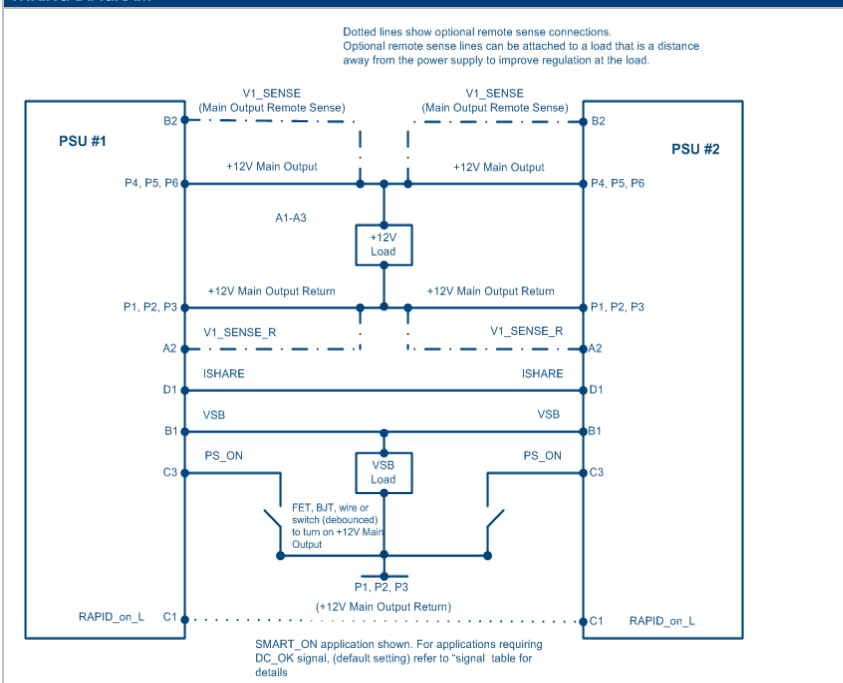 Dotted lines show optional remote sense connections.
Optional remote sense lines can be attached to a load that is a distance
away from the power supply to improve regulation at the load.
V1_SENSE
(Main Output Remote Sense)
V1_SENSE
(Main Output Remote Sense)
B2
B2
PSU #1
PSU #2
+12V Main Output
+12V Main Output
P4, P5, P6
P4, P5, P6
A1-A3
+12V
Load
+12V Main Output Return
+12V Main Output Return
P1, P2, P3
P1, P2, P3
V1_SENSE_R
V1_SENSE_R
A2
A2
ISHARE
ISHARE
D1
D1
VSB
VSB
B1
B1
PS_ON
PS_ON
C3
C3
VSB
Load
FET, BJT, wire or
switch (debounced)
to turn on +12V Main
Output
P1, P2, P3
(+12V Main Output Return)
RAPID_on_L
C1
C1
RAPID_on_L
SMART_ON application shown. For applications requiring
DC_OK signal, (default setting) refer to "signal table for
details